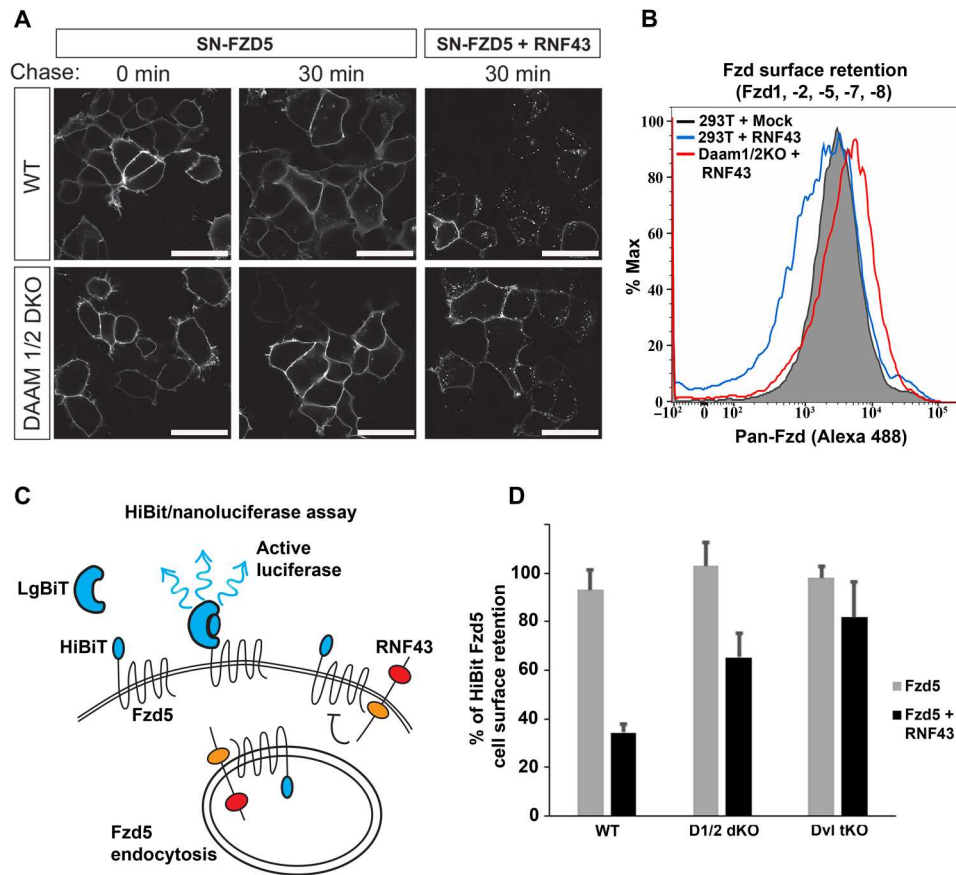 A
SN-FZD5
SN-FZD5 + RNF43
Chase:
0 min
30 min
30 min
WT
DAAM 1/2 DKO
B
Fzd surface retention
(Fzd1, -2, -5, -7, -8)
293T + Mock
293T + RNF43
Daam1/2KO +
RNF43
% Max
100
80
60
40
20
0
−10²
0
10²
10³
10⁴
10⁵
Pan-Fzd (Alexa 488)
C
HiBit/nanoluciferase assay
Active
luciferase
LgBiT
HiBiT
RNF43
Fzd5
Fzd5
endocytosis
D
% of HiBit Fzd5
cell surface retention
100
80
60
40
20
0
WT
D1/2 dKO
Dvl tKO
Fzd5
Fzd5 +
RNF43